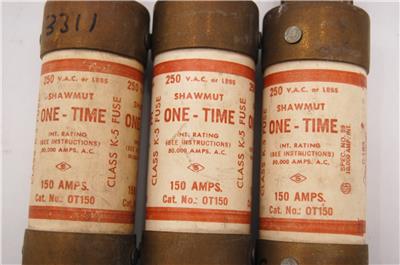 3311
250 V.A.C. OR LESS
250
SHAWMUT
ONE - TIME
INT. RATING
(SEE INSTRUCTIONS)
50,000 AMPS. A.C.
150 AMPS.
Cat. No.: OT150
CLASS K-5 FUSE
250 V.A.C. OR LESS
250
SHAWMUT
ONE - TIME
INT. RATING
(SEE INSTRUCTIONS)
50,000 AMPS. A.C.
150 AMPS.
Cat. No.: OT150
CLASS K-5 FUSE
250 V.A.C. OR LESS
SHAWMUT
ONE - TIME
INT. RATING
(SEE INSTRUCTIONS)
50,000 AMPS. A.C.
150 AMPS.
Cat. No.: OT150